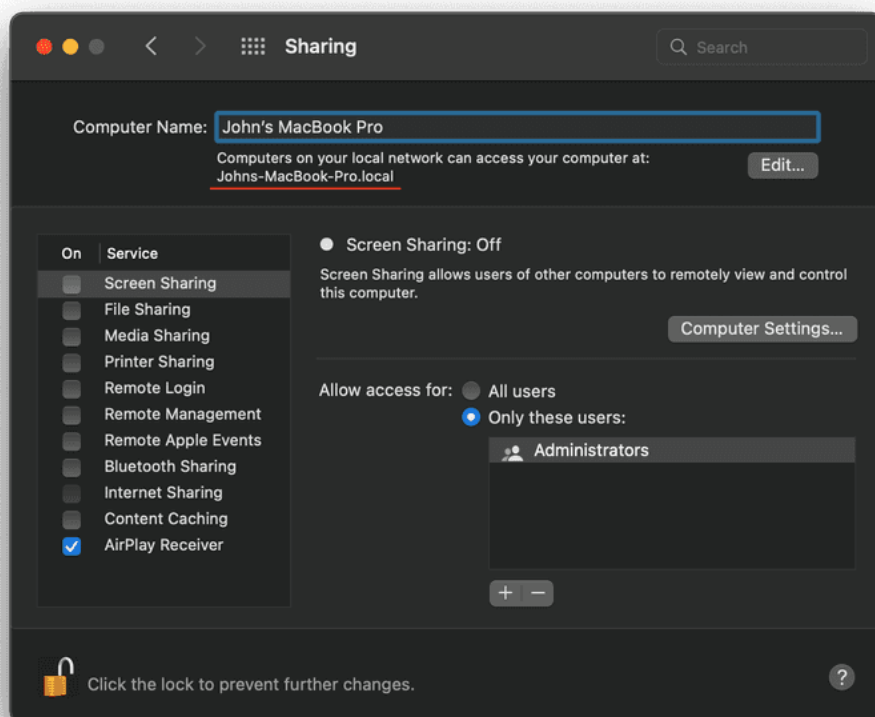 Sharing
Search
Computer Name:
John's MacBook Pro
Computers on your local network can access your computer at:
Johns-MacBook-Pro.local
Edit...
On
Service
Screen Sharing
File Sharing
Media Sharing
Printer Sharing
Remote Login
Remote Management
Remote Apple Events
Bluetooth Sharing
Internet Sharing
Content Caching
AirPlay Receiver
Screen Sharing: Off
Screen Sharing allows users of other computers to remotely view and control
this computer.
Computer Settings...
Allow access for:
All users
Only these users:
Administrators
+ −
Click the lock to prevent further changes.
?